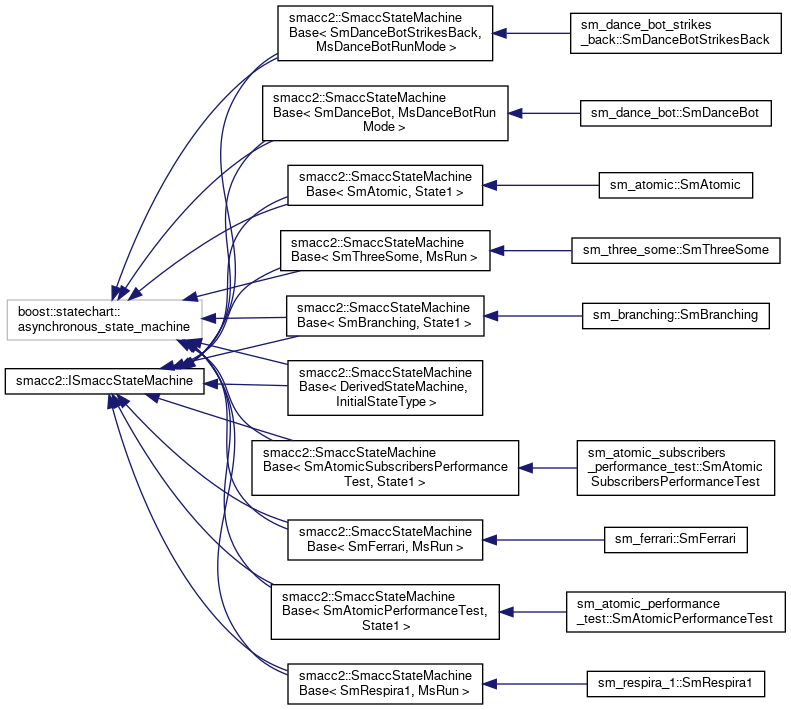 smacc2::SmaccStateMachine
Base< SmDanceBotStrikesBack,
MsDanceBotRunMode >
sm_dance_bot_strikes
_back::SmDanceBotStrikesBack
smacc2::SmaccStateMachine
Base< SmDanceBot, MsDanceBotRun
Mode >
sm_dance_bot::SmDanceBot
smacc2::SmaccStateMachine
Base< SmAtomic, State1 >
sm_atomic::SmAtomic
smacc2::SmaccStateMachine
Base< SmThreeSome, MsRun >
sm_three_some::SmThreeSome
boost::statechart::
asynchronous_state_machine
smacc2::SmaccStateMachine
Base< SmBranching, State1 >
sm_branching::SmBranching
smacc2::ISmaccStateMachine
smacc2::SmaccStateMachine
Base< DerivedStateMachine,
InitialStateType >
smacc2::SmaccStateMachine
Base< SmAtomicSubscribersPerformance
Test, State1 >
sm_atomic_subscribers
_performance_test::SmAtomic
SubscribersPerformanceTest
smacc2::SmaccStateMachine
Base< SmFerrari, MsRun >
sm_ferrari::SmFerrari
smacc2::SmaccStateMachine
Base< SmAtomicPerformanceTest,
State1 >
sm_atomic_performance
_test::SmAtomicPerformanceTest
smacc2::SmaccStateMachine
Base< SmRespira1, MsRun >
sm_respira_1::SmRespira1